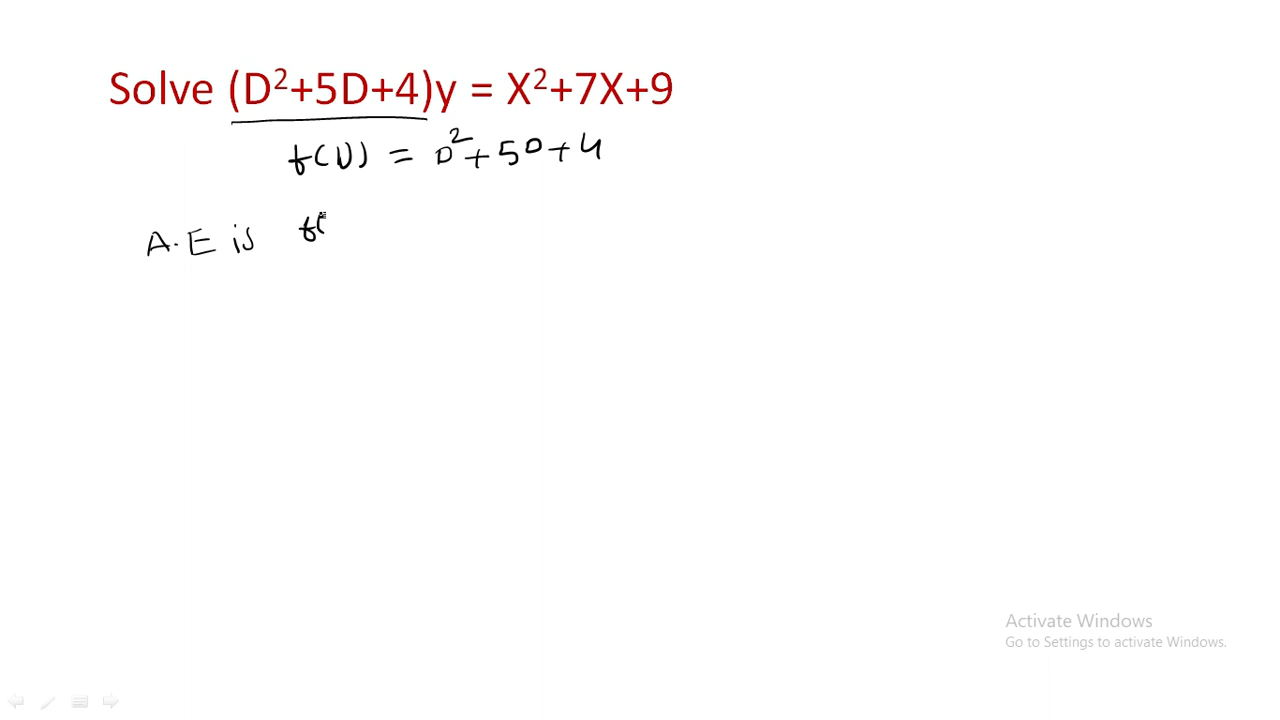 Solve (D²+5D+4)y = X²+7X+9
f(D) = D²+5D+4
A.E is f(
Activate Windows
Go to Settings to activate Windows.